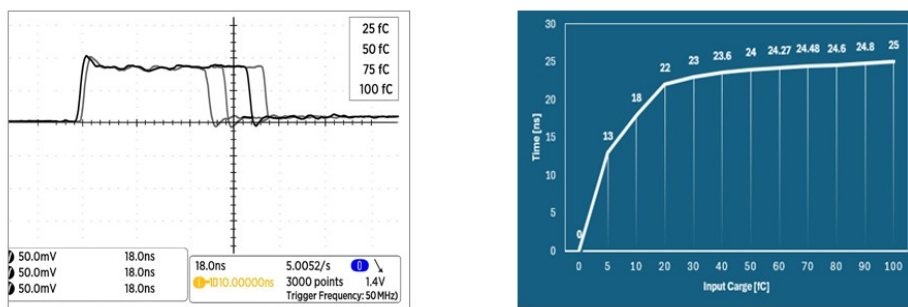 25 fC
50 fC
75 fC
100 fC
50.0mV 18.0ns
50.0mV 18.0ns
50.0mV 18.0ns
18.0ns 5.0052/s
10.00000ns 3000 points 1.4V
Trigger Frequency: 50 MHz)
Time [ns]
30
25
20
15
10
5
0
0
13
18
22
23
23.6
24
24.27
24.48
24.6
24.8
25
0 5 10 20 30 40 50 60 70 80 90 100
Input Carge [fC]